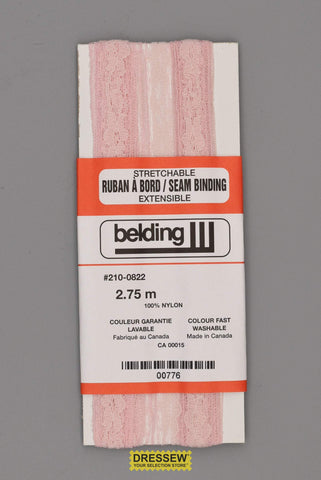 STRETCHABLE
RUBAN À BORD / SEAM BINDING
EXTENSIBLE
belding
#210-0822
2.75 m
100% NYLON
COULEUR GARANTIE
LAVABLE
Fabriqué au Canada
COLOUR FAST
WASHABLE
Made in Canada
CA 00015
00776
DRESSEW
YOUR SELECTION STORE